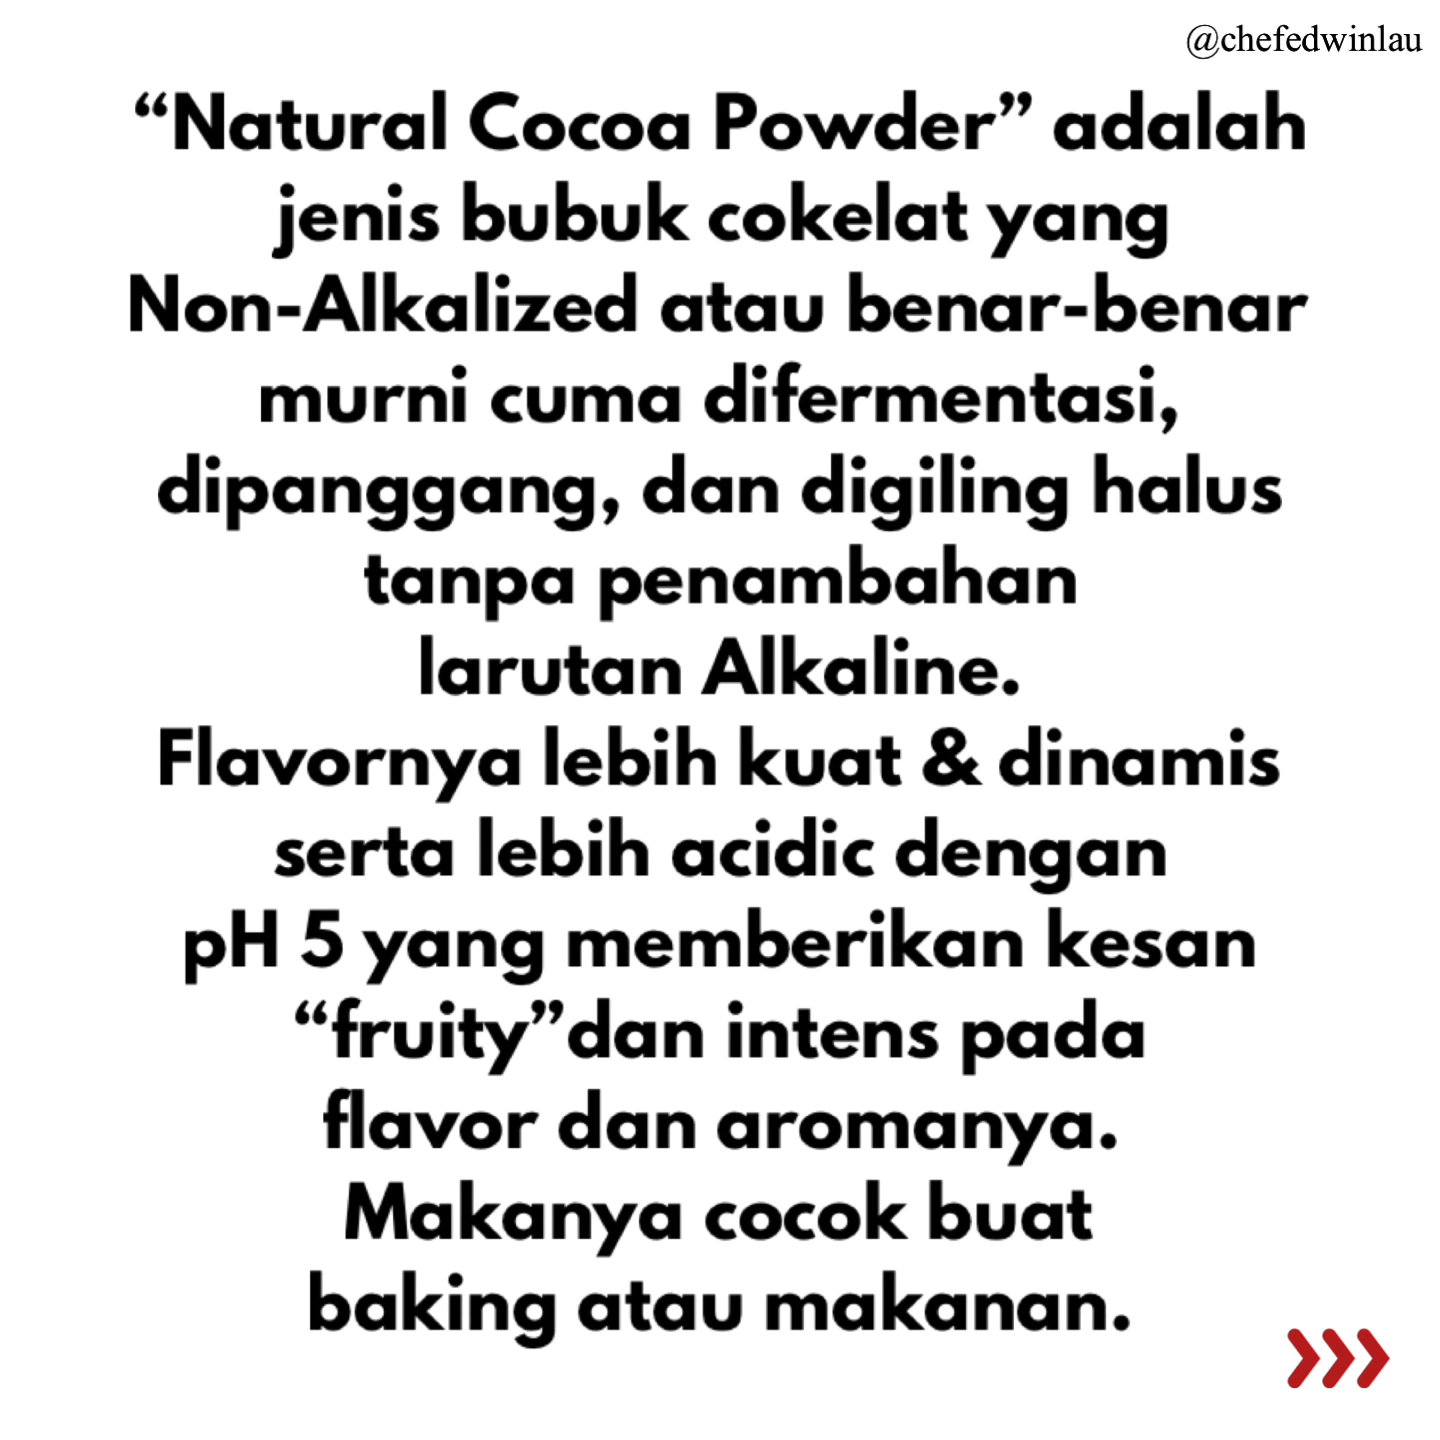 @chefedwinlau
“Natural Cocoa Powder” adalah
jenis bubuk cokelat yang
Non-Alkalized atau benar-benar
murni cuma difermentasi,
dipanggang, dan digiling halus
tanpa penambahan
larutan Alkaline.
Flavornya lebih kuat & dinamis
serta lebih acidic dengan
pH 5 yang memberikan kesan
“fruity”dan intens pada
flavor dan aromanya.
Makanya cocok buat
baking atau makanan.